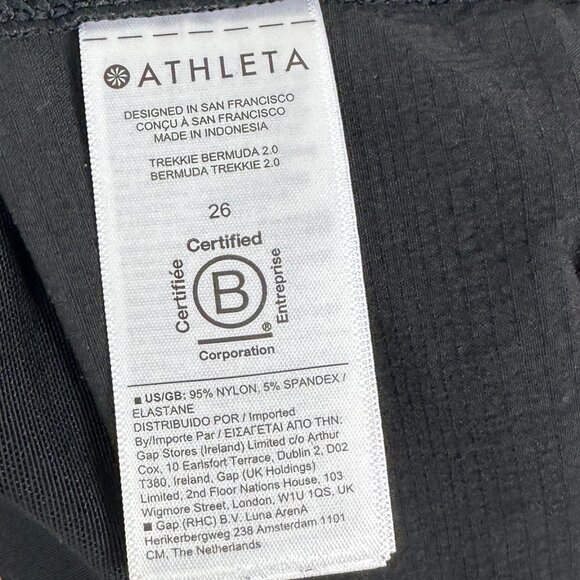 ATHLETA
DESIGNED IN SAN FRANCISCO
CONÇU À SAN FRANCISCO
MADE IN INDONESIA
TREKKIE BERMUDA 2.0
BERMUDA TREKKIE 2.0
26
Certified
Certifiée
B
Entreprise
®
Corporation
■ US/GB: 95% NYLON, 5% SPANDEX /
ELASTANE
DISTRIBUIDO POR / Imported
By/Importe Par / ΕΙΣΑΓΕΤΑΙ ΑΠΟ ΤΗΝ:
Gap Stores (Ireland) Limited c/o Arthur
Cox, 10 Earlsfort Terrace, Dublin 2, D02
T380, Ireland, Gap (UK Holdings)
Limited, 2nd Floor Nations House, 103
Wigmore Street, London, W1U 1QS, UK
■ Gap (RHC) B.V. Luna ArenA
Herikerbergweg 238 Amsterdam 1101
CM, The Netherlands